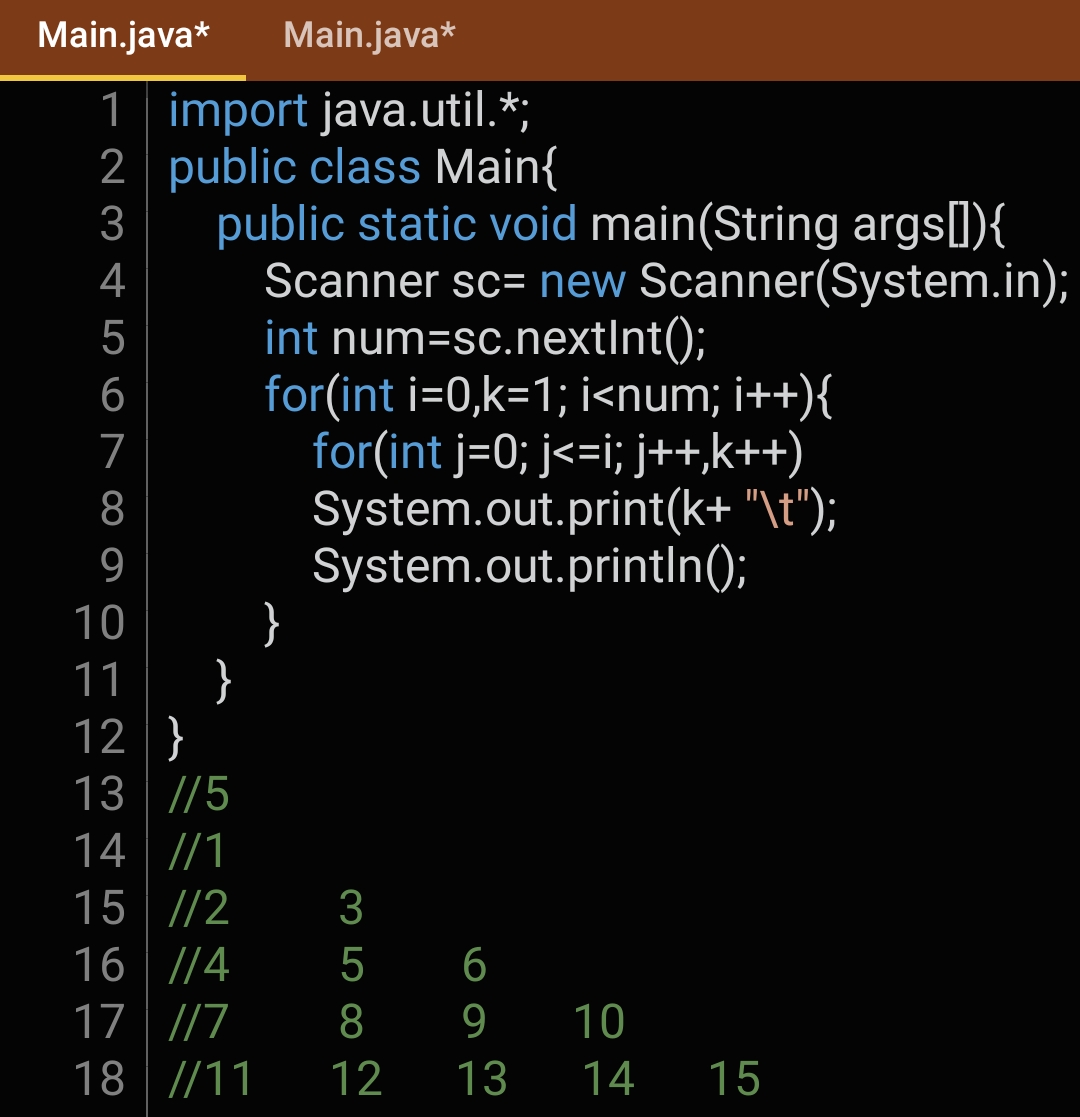 Main.java* Main.java*
1 import java.util.*;
2 public class Main{
3 public static void main(String args[]){
4 Scanner sc= new Scanner(System.in);
5 int num=sc.nextInt();
6 for(int i=0,k=1; i<num; i++){
7 for(int j=0; j<=i; j++,k++)
8 System.out.print(k+ "\t");
9 System.out.println();
10 }
11 }
12 }
13 //5
14 //1
15 //2 3
16 //4 5 6
17 //7 8 9 10
18 //11 12 13 14 15